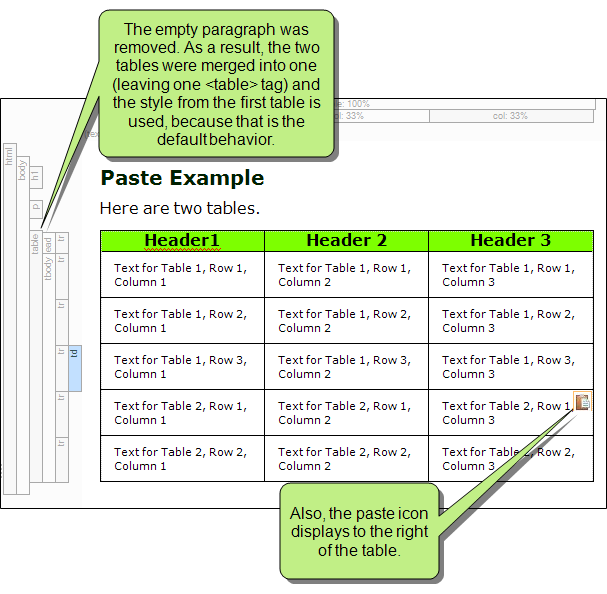 The empty paragraph was
removed. As a result, the two
tables were merged into one
(leaving one <table> tag) and
the style from the first table is
used, because that is the
default behavior.
100%
col: 33%
html
body
h1
p
table
ead
tbody
tr
tr
tr
tr
td
tr
tr
Paste Example
Here are two tables.
Header1 Header 2 Header 3
Text for Table 1, Row 1, Text for Table 1, Row 1, Text for Table 1, Row 1,
Column 1 Column 2 Column 3
Text for Table 1, Row 2, Text for Table 1, Row 2, Text for Table 1, Row 2,
Column 1 Column 2 Column 3
Text for Table 1, Row 3, Text for Table 1, Row 3, Text for Table 1, Row 3,
Column 1 Column 2 Column 3
Text for Table 2, Row 1, Text for Table 2, Row 1, Text for Table 2, Row 1,
Column 1 Column 2 Column 3
Text for Table 2, Row 2, Text for Table 2, Row 2, Text for Table 2, Row 2,
Column 1 Column 2 Column 3
Also, the paste icon
displays to the right
of the table.